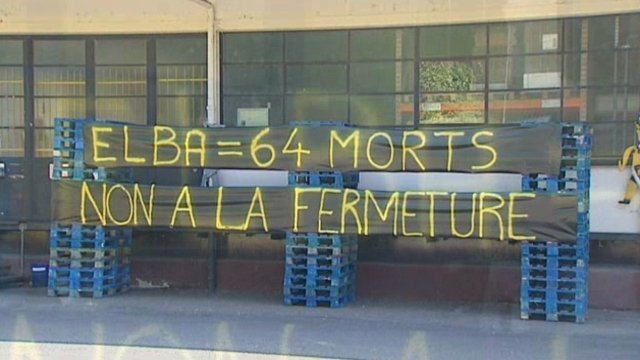 ELBA = 64 MORTS
NON A LA FERMETURE